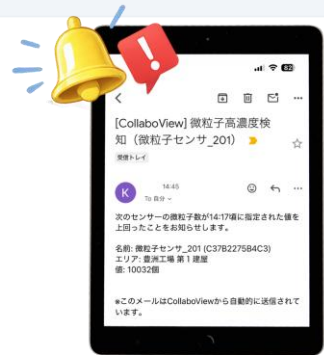 82
[CollaboView] 微粒子高濃度検
知（微粒子センサ_201）
受信トレイ
K
14:45
To 自分
次のセンサーの微粒子数が14:17頃に指定された値を
上回ったことをお知らせします。
名前: 微粒子センサ_201 (C37B2275B4C3)
エリア: 豊洲工場 第１建屋
値: 10032個
※このメールはCollaboViewから自動的に送信されて
います。